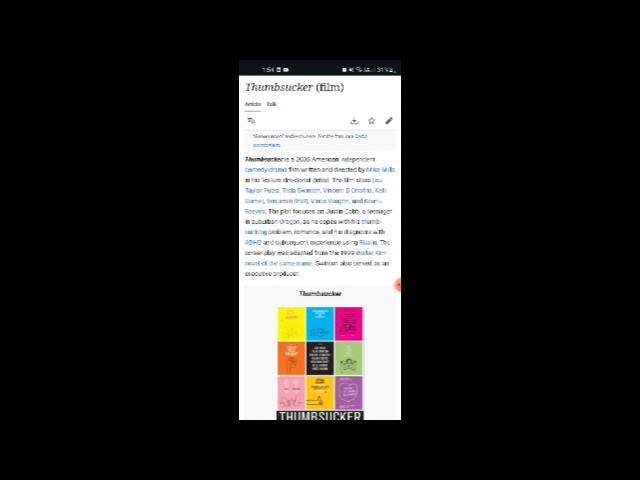 1:54
Thumbsucker (film)
Article Talk
Thumbsucker is a 2005 American independent
comedy-drama film written and directed by Mike Mills
in his feature directorial debut. The film stars Lou
Taylor Pucci, Tilda Swinton, Vincent D'Onofrio, Kelli
Garner, Benjamin Bratt, Vince Vaughn, and Keanu
Reeves. The plot focuses on Justin Cobb, a teenager
in suburban Oregon, as he copes with his thumb-
sucking problem, romance, and his diagnosis with
ADHD and subsequent experience using Ritalin. The
screenplay was adapted from the 1999 Walter Kirn
novel of the same name. Swinton also served as an
executive producer.
Thumbsucker
THUMBSUCKER